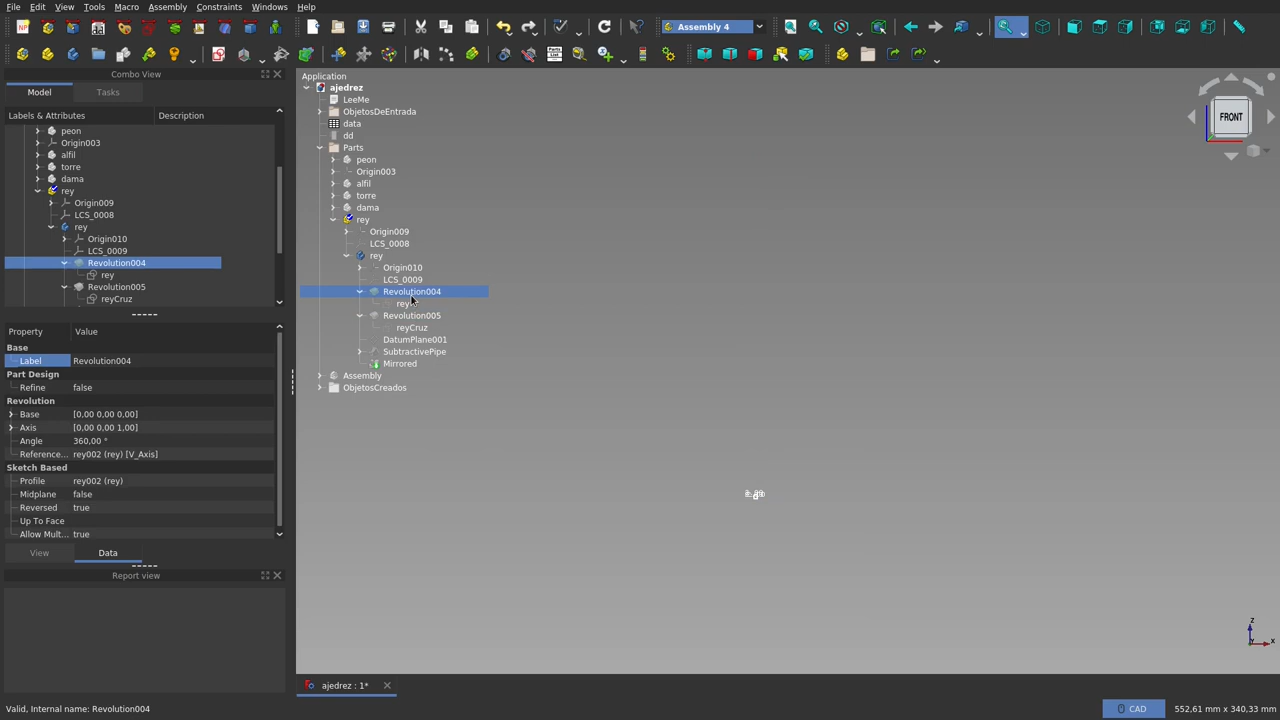 File Edit View Tools Macro Assembly Constraints Windows Help
Assembly 4
Combo View
Model
Tasks
Labels & Attributes
Description
peon
Origin003
alfil
torre
dama
rey
Origin009
LCS_0008
rey
Origin010
LCS_0009
Revolution004
rey
Revolution005
reyCruz
Property
Value
Base
Label Revolution004
Part Design
Refine false
Revolution
Base [0,00 0,00 0,00]
Axis [0,00 0,00 1,00]
Angle 360,00 °
Reference... rey002 (rey) [V_Axis]
Sketch Based
Profile rey002 (rey)
Midplane false
Reversed true
Up To Face
Allow Mult... true
View
Data
Report view
Application
ajedrez
LeeMe
ObjetosDeEntrada
data
dd
Parts
peon
Origin003
alfil
torre
dama
rey
Origin009
LCS_0008
rey
Origin010
LCS_0009
Revolution004
rey
Revolution005
reyCruz
DatumPlane001
SubtractivePipe
Mirrored
Assembly
ObjetosCreados
FRONT
Z
X
ajedrez : 1*
Valid, Internal name: Revolution004
CAD
552,61 mm x 340,33 mm